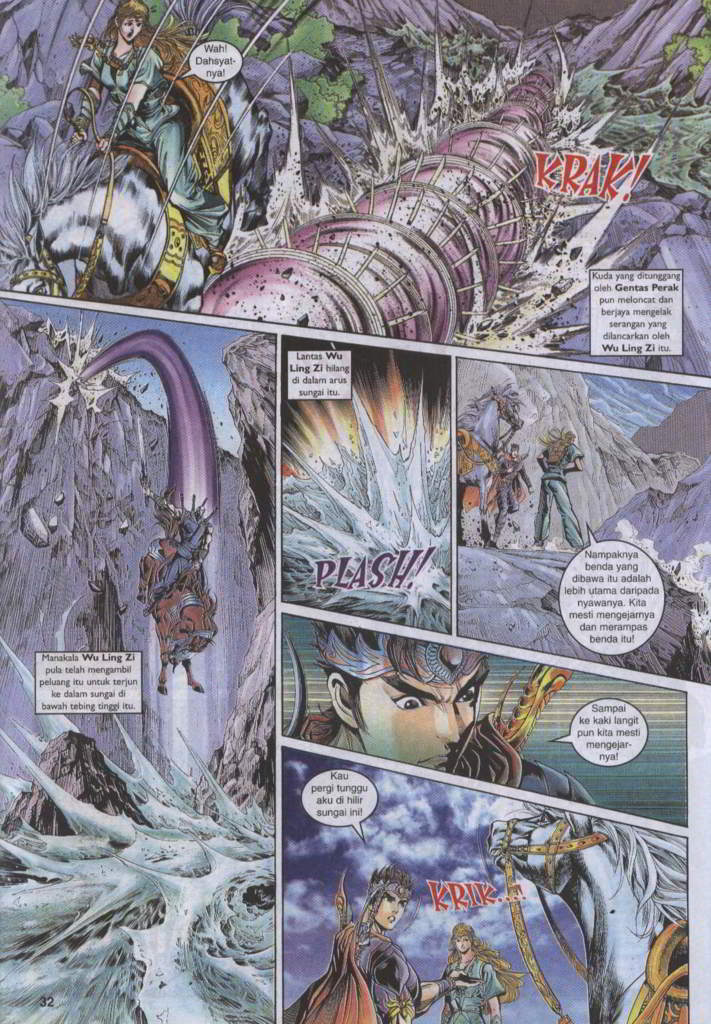 Wah!
Dahsyat-
nya!
KRAK!
Kuda yang ditunggang
oleh Gentas Perak
pun meloncat dan
berjaya mengelak
serangan yang
dilancarkan oleh
Wu Ling Zi itu.
Manakala Wu Ling Zi
pula telah mengambil
peluang itu untuk terjun
ke dalam sungai di
bawah tebing tinggi itu.
Lantas Wu
Ling Zi hilang
di dalam arus
sungai itu.
PLASH!
Nampaknya
benda yang
dibawa itu adalah
lebih utama daripada
nyawanya. Kita
mesti mengejarnya
dan merampas
benda itu!
Sampai
ke kaki langit
pun kita mesti
mengejar-
nya!
Kau
pergi tunggu
aku di hilir
sungai ini!
KRIK...!
32